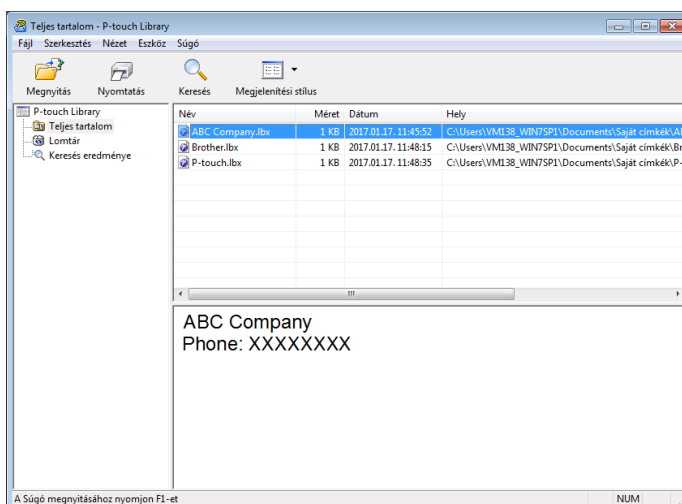 Teljes tartalom - P-touch Library
Fájl Szerkesztés Nézet Eszköz Súgó
Megnyitás Nyomtatás Keresés Megjelenítési stílus
P-touch Library
Teljes tartalom
Lomtár
Keresés eredménye
Név Méret Dátum Hely
ABC Company.lbx 1 KB 2017.01.17. 11:45:52 C:\Users\VM138_WIN7SP1\Documents\Saját címkék\AB
Brother.lbx 1 KB 2017.01.17. 11:48:15 C:\Users\VM138_WIN7SP1\Documents\Saját címkék\Br
P-touch.lbx 1 KB 2017.01.17. 11:48:35 C:\Users\VM138_WIN7SP1\Documents\Saját címkék\P-
ABC Company
Phone: XXXXXXXX
A Súgó megnyitásához nyomjon F1-et NUM